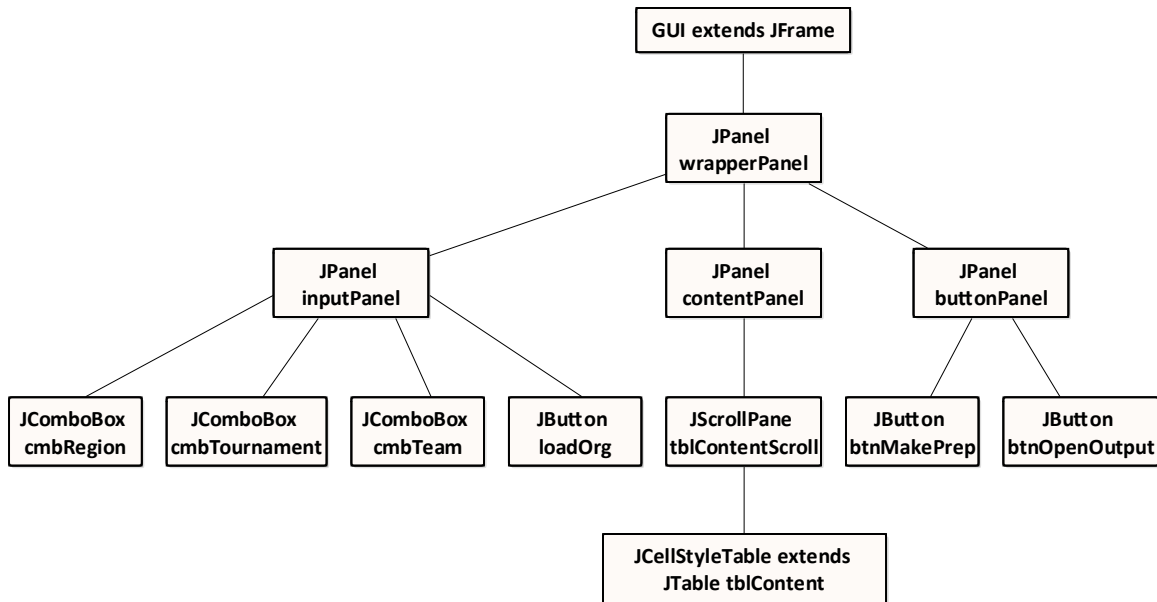 GUI extends JFrame
JPanel
wrapperPanel
JPanel
inputPanel
JPanel
contentPanel
JPanel
buttonPanel
JComboBox
cmbRegion
JComboBox
cmbTournament
JComboBox
cmbTeam
JButton
loadOrg
JScrollPane
tblContentScroll
JButton
btnMakePrep
JButton
btnOpenOutput
JCellStyleTable extends
JTable tblContent